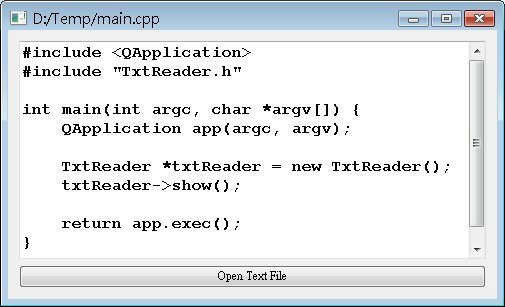 D:/Temp/main.cpp
#include <QApplication>
#include "TxtReader.h"
int main(int argc, char *argv[]) {
    QApplication app(argc, argv);
    TxtReader *txtReader = new TxtReader();
    txtReader->show();
    return app.exec();
}
Open Text File